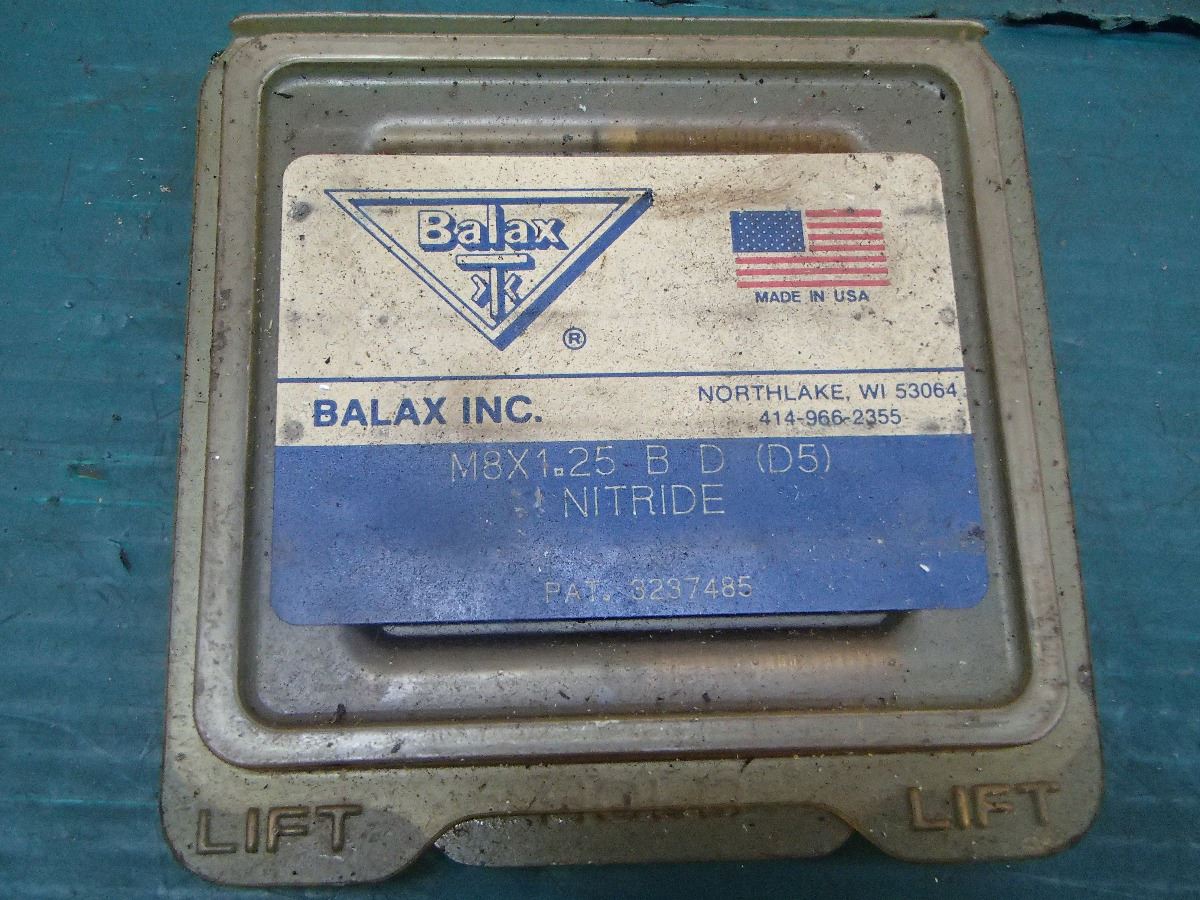 Balax
MADE IN USA
®
BALAX INC.
NORTHLAKE, WI 53064
414-966-2355
M8X1.25 B D (D5)
NITRIDE
PAT. 3237485
LIFT
LIFT